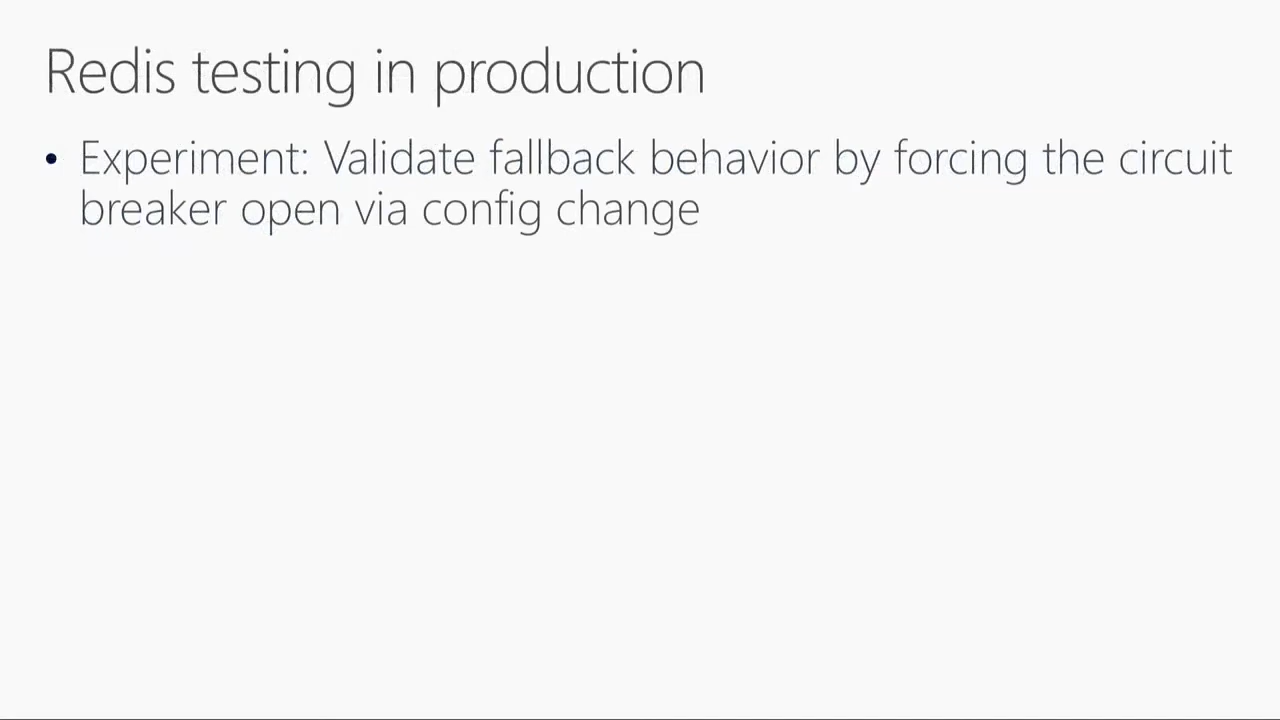 Redis testing in production
• Experiment: Validate fallback behavior by forcing the circuit
breaker open via config change